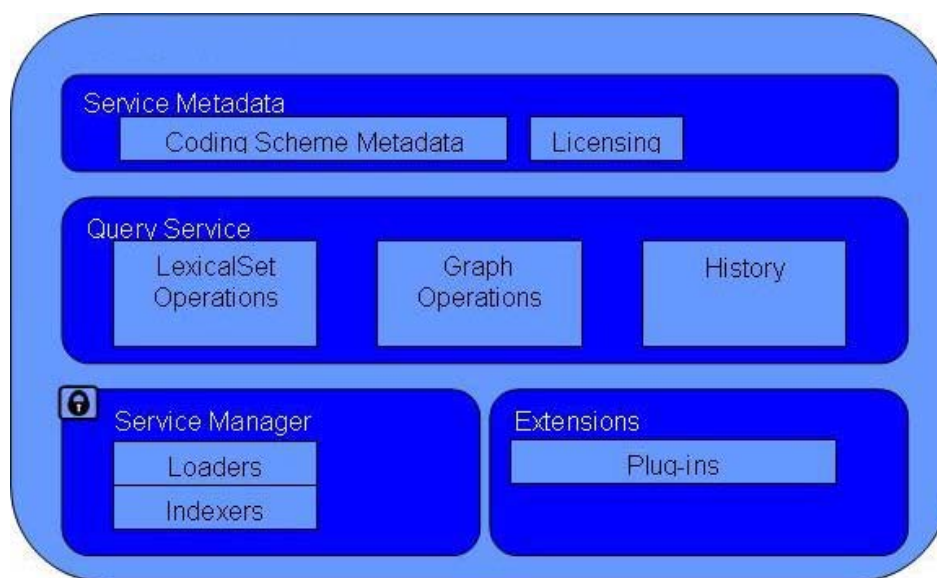 Service Metadata
Coding Scheme Metadata
Licensing
Query Service
LexicalSet
Operations
Graph
Operations
History
Service Manager
Loaders
Indexers
Extensions
Plug-ins